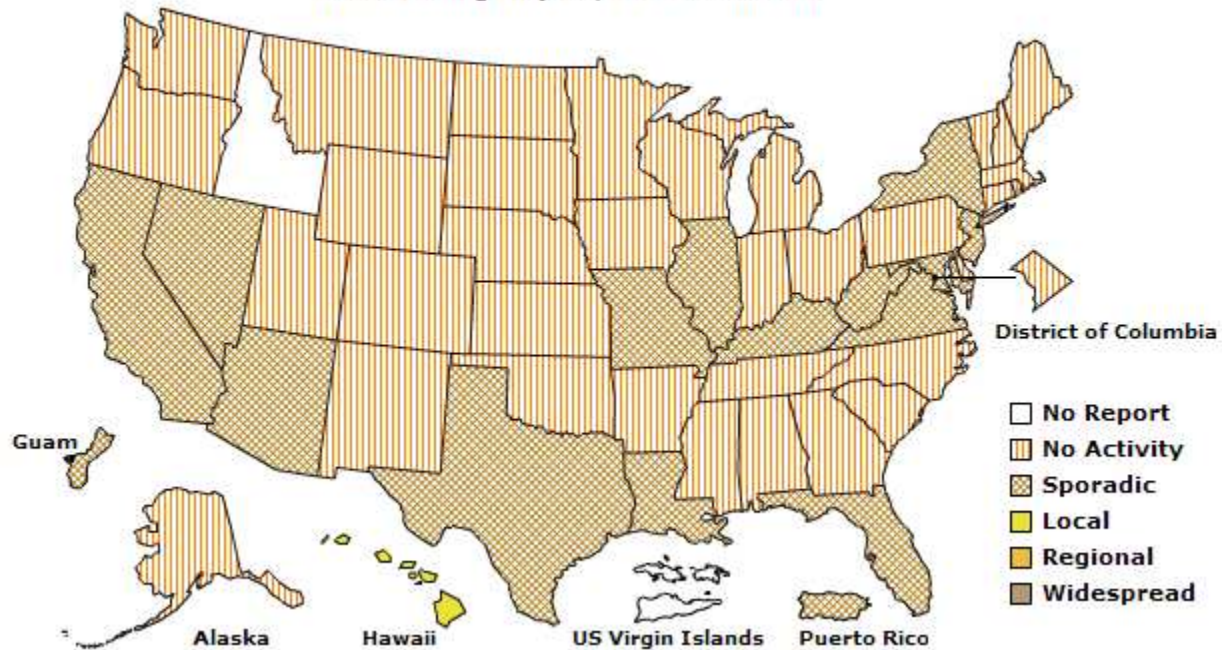 District of Columbia
No Report
No Activity
Guam
Sporadic
Local
Regional
Widespread
Alaska
Hawaii
US Virgin Islands
Puerto Rico